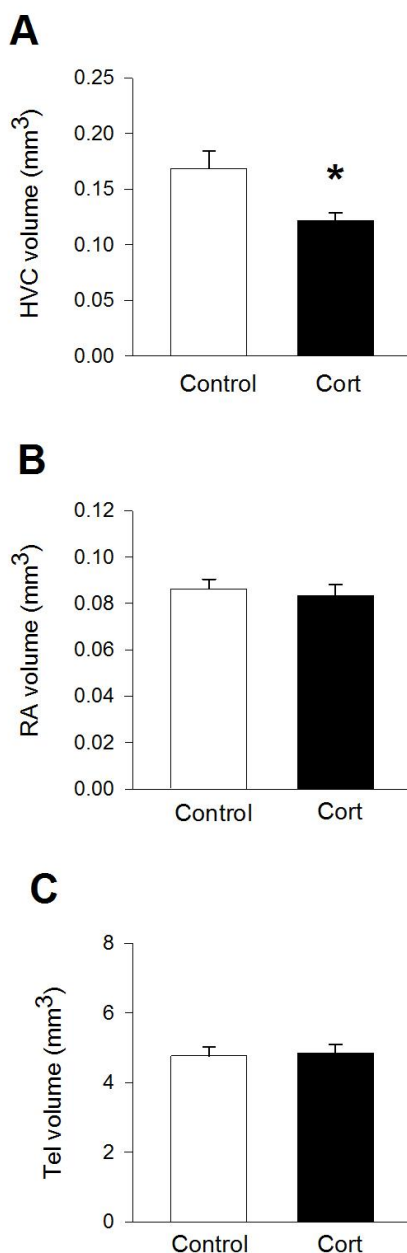 A
HVC volume (mm³)
0.25
0.20
0.15
0.10
0.05
0.00
*
Control Cort
B
RA volume (mm³)
0.12
0.10
0.08
0.06
0.04
0.02
0.00
Control Cort
C
Tel volume (mm³)
8
6
4
2
0
Control Cort